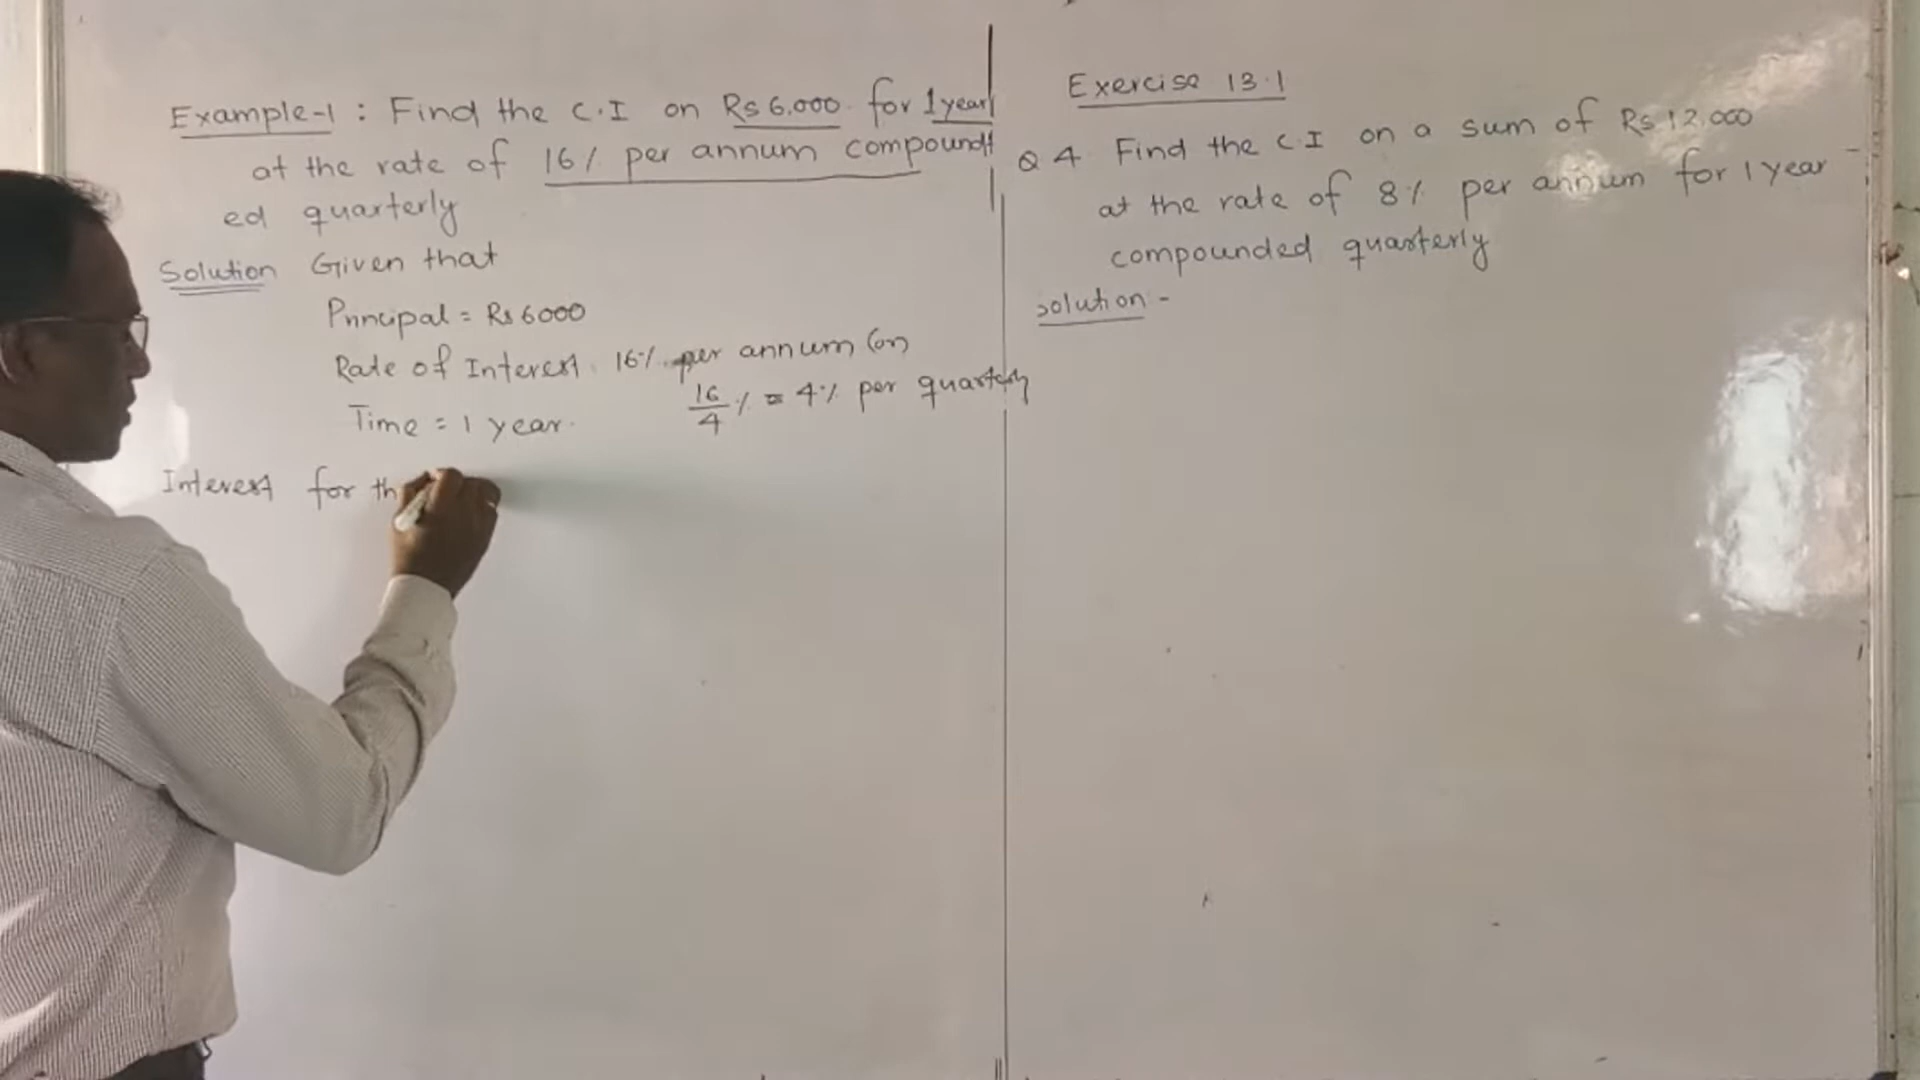 Example-1 : Find the C.I on Rs 6,000 for 1 year
at the rate of 16% per annum compound
ed quarterly
Solution Given that
Principal = Rs 6000
Rate of Interest 16% per annum (or)
16/4 % = 4% per quarterly
Time = 1 year.
Interest for th
Exercise 13.1
Q 4 Find the C.I on a sum of Rs 12,000
at the rate of 8% per annum for 1 year
compounded quarterly
solution -